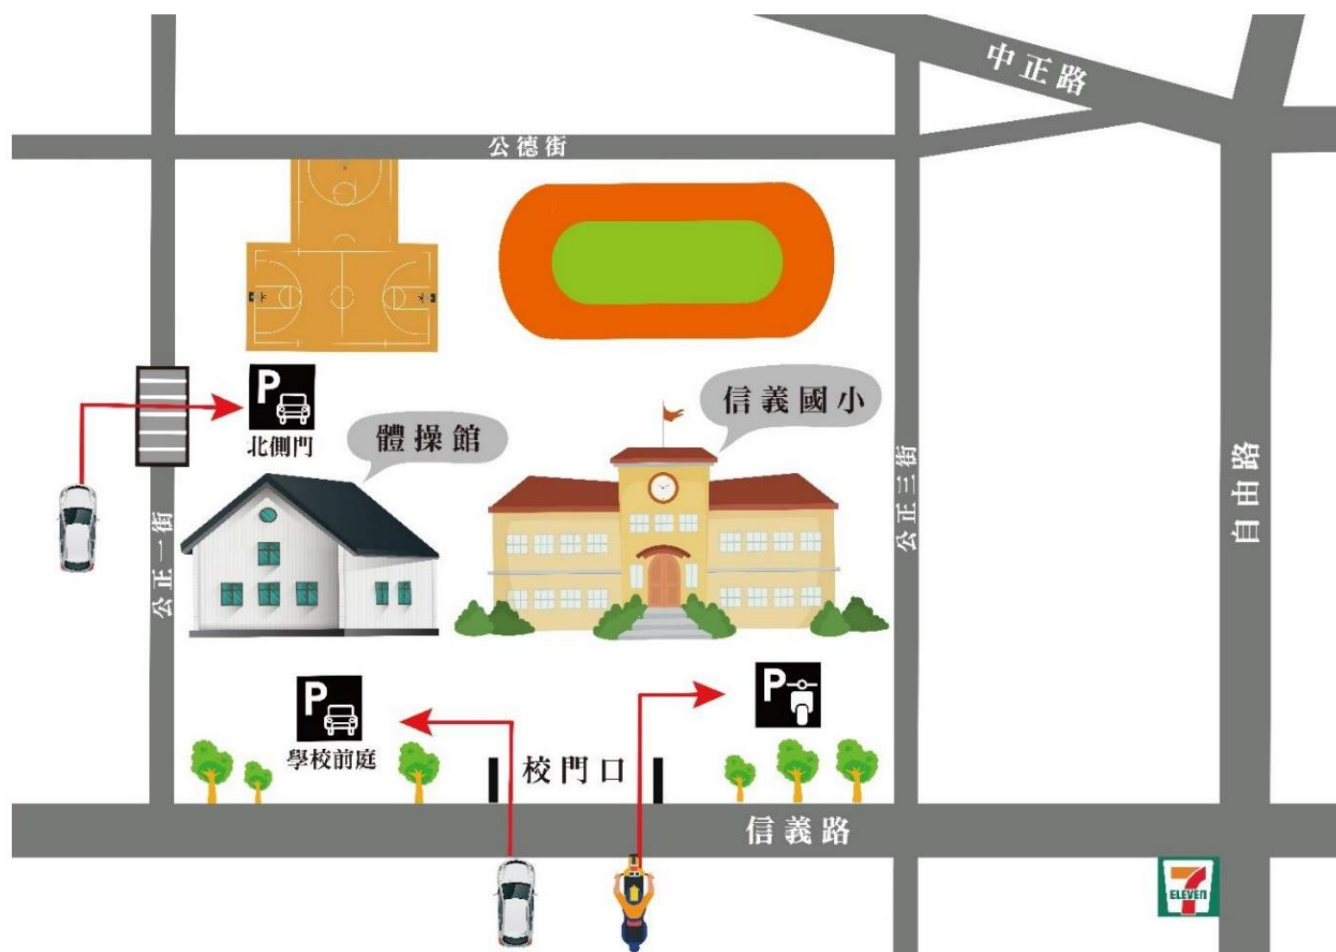 中正路
公德街
P
北側門
體操館
信義國小
公正一街
公正三街
自由路
P
學校前庭
校門口
P
信義路
7
ELEVEN